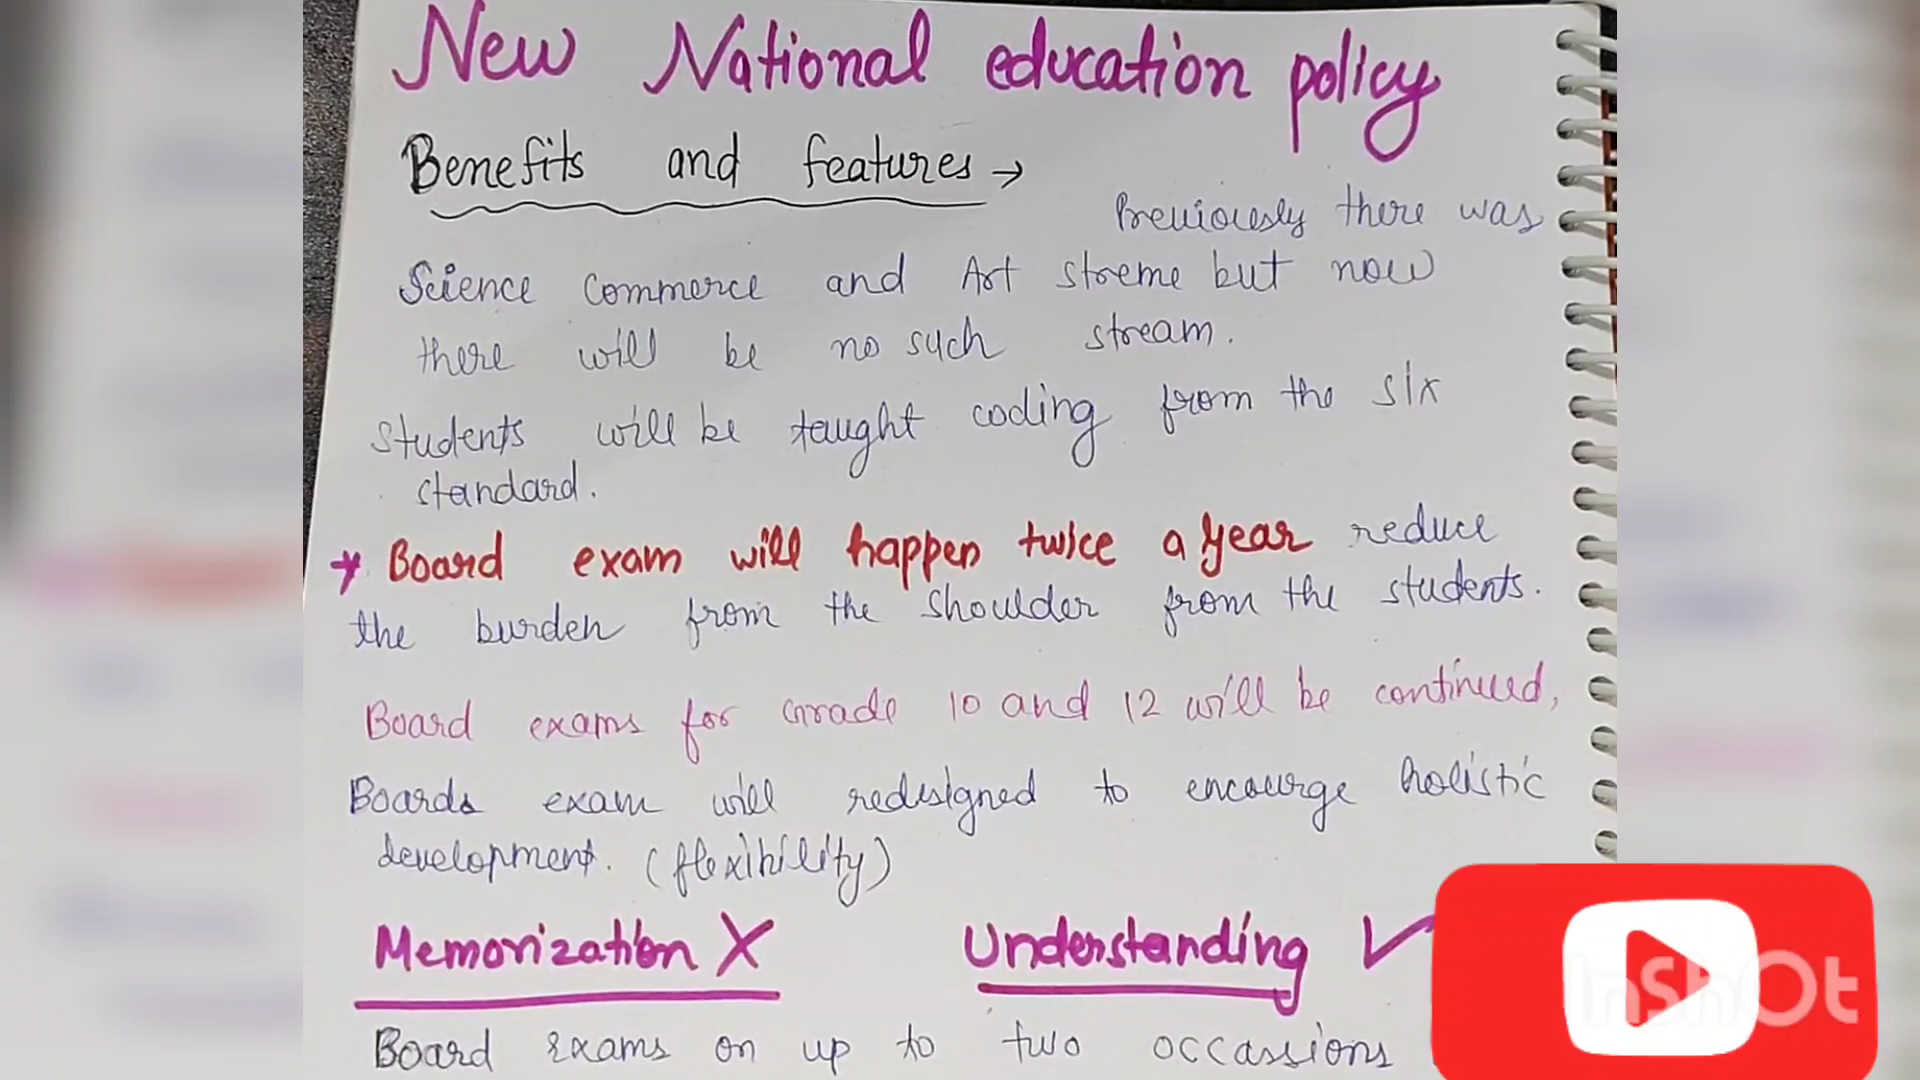 New National education policy
Benefits and features →
Previously there was
Science commerce and Art streme but now
there will be no such stream.
students will be taught coding from the six
standard.
Board exam will happen twice a year reduce
the burden from the shoulder from the students.
Board exams for Grade 10 and 12 will be continued,
Boards exam will redesigned to encourge holistic
development. (flexibility)
Memorization X Understanding ✓
Board exams on up to two occassions
InShOt